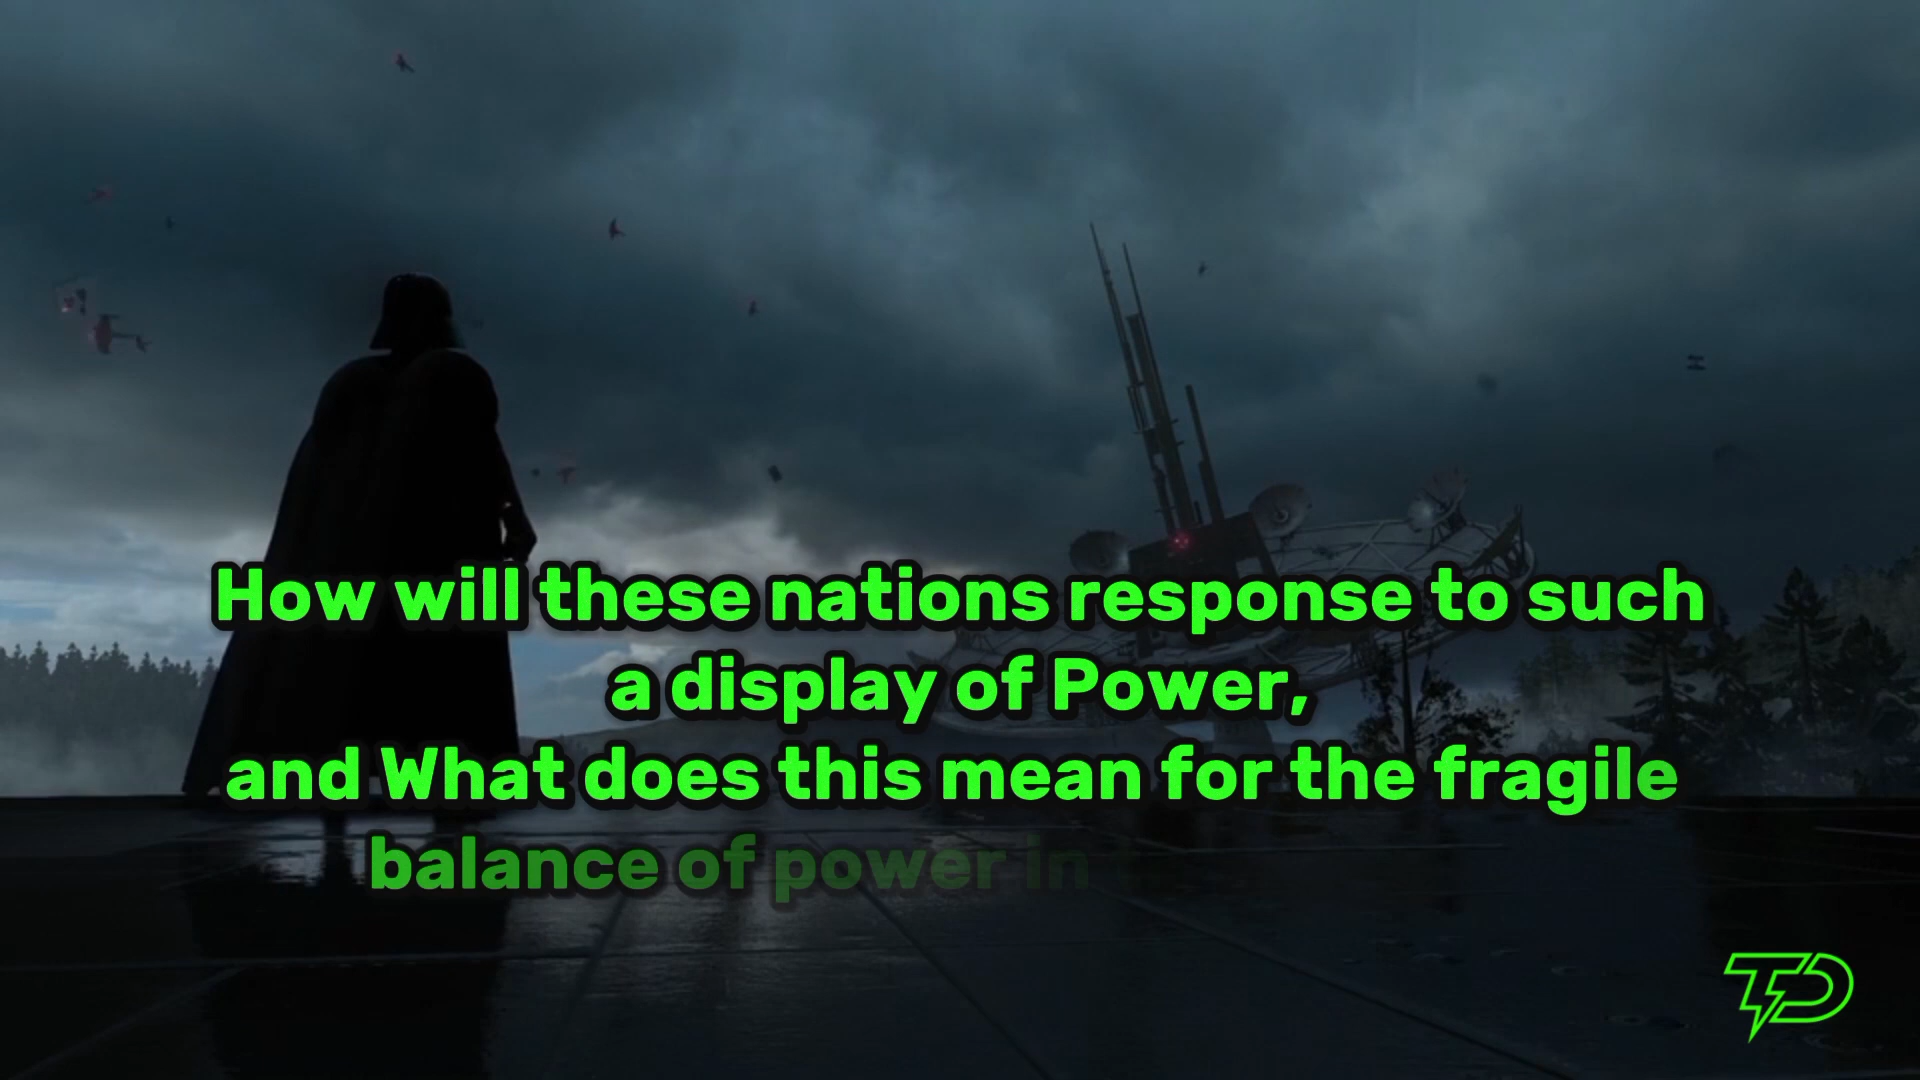 How will these nations response to such
a display of Power,
and What does this mean for the fragile
balance of power in
TD